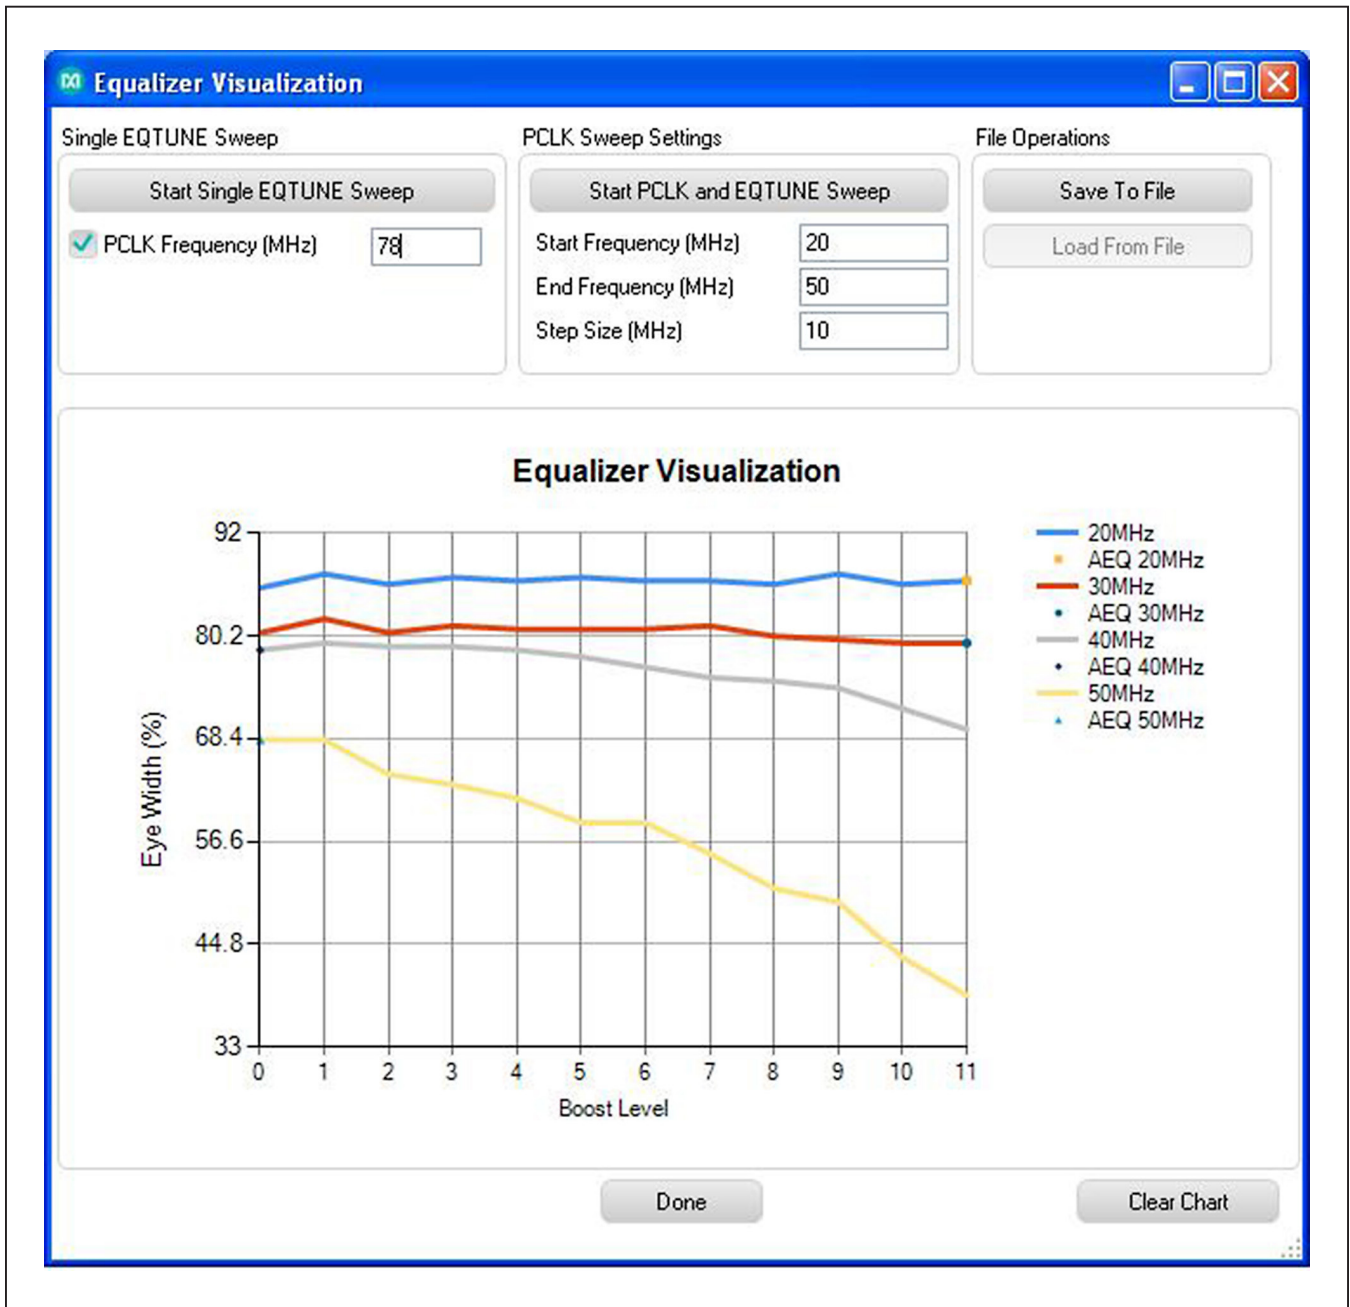 Equalizer Visualization
Single EQTUNE Sweep
Start Single EQTUNE Sweep
PCLK Frequency (MHz) 78
PCLK Sweep Settings
Start PCLK and EQTUNE Sweep
Start Frequency (MHz) 20
End Frequency (MHz) 50
Step Size (MHz) 10
File Operations
Save To File
Load From File
Equalizer Visualization
Eye Width (%)
92
80.2
68.4
56.6
44.8
33
0 1 2 3 4 5 6 7 8 9 10 11
Boost Level
20MHz
AEQ 20MHz
30MHz
AEQ 30MHz
40MHz
AEQ 40MHz
50MHz
AEQ 50MHz
Done
Clear Chart